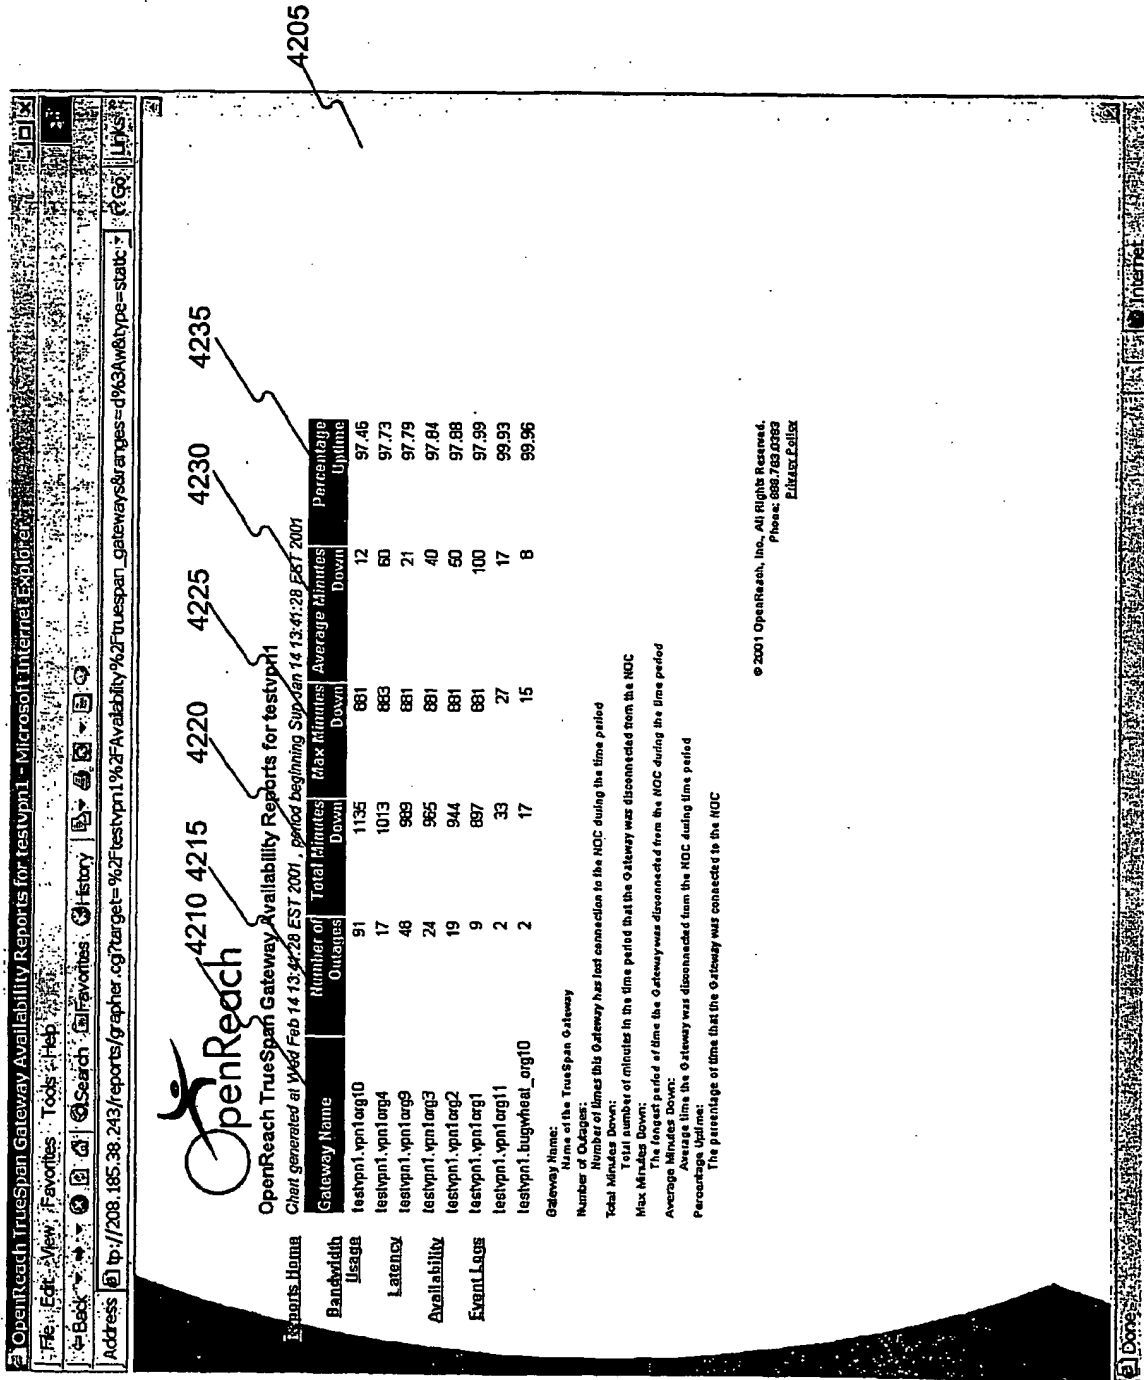 OpenReach TrueSpan Gateway Availability Reports for testvpn1 - Microsoft Internet Explorer
File Edit View Favorites Tools Help
Back Search Favorites History
Address tp://208.185.38.243/reports/grapher.cgi?target=%2Ftestvpn1%2FAvailability%2Ftruespan_gateways&ranges=d%3Aw&type=static Go Links
4205
4210 4215 4220 4225 4230 4235
OpenReach
OpenReach TrueSpan Gateway Availability Reports for testvpn1
Chart generated at Wed Feb 14 13:41:28 EST 2001 , period beginning Sun Jan 14 13:41:28 EST 2001
Reports Home
Bandwidth Usage
Latency
Availability
Event Logs
Gateway Name Number of Outages Total Minutes Down Max Minutes Down Average Minutes Down Percentage Uptime
testvpn1.vpn1org10 91 1135 881 12 97.46
testvpn1.vpn1org4 17 1013 883 60 97.73
testvpn1.vpn1org9 46 989 881 21 97.79
testvpn1.vpn1org3 24 965 881 40 97.84
testvpn1.vpn1org2 19 944 881 50 97.88
testvpn1.vpn1org1 9 897 881 100 97.99
testvpn1.vpn1org11 2 33 27 17 99.93
testvpn1.bugwheat_org10 2 17 15 8 99.96
Gateway Name:
Name of the TrueSpan Gateway
Number of Outages:
Number of times this Gateway has lost connection to the NOC during the time period
Total Minutes Down:
Total number of minutes in the time period that the Gateway was disconnected from the NOC
Max Minutes Down:
The longest period of time the Gateway was disconnected from the NOC during the time period
Average Minutes Down:
Average time the Gateway was disconnected from the NOC during time period
Percentage Uptime:
The percentage of time that the Gateway was connected to the NOC
© 2001 OpenReach, Inc., All Rights Reserved.
Phone: 888.783.0383
Privacy Policy
Done Internet